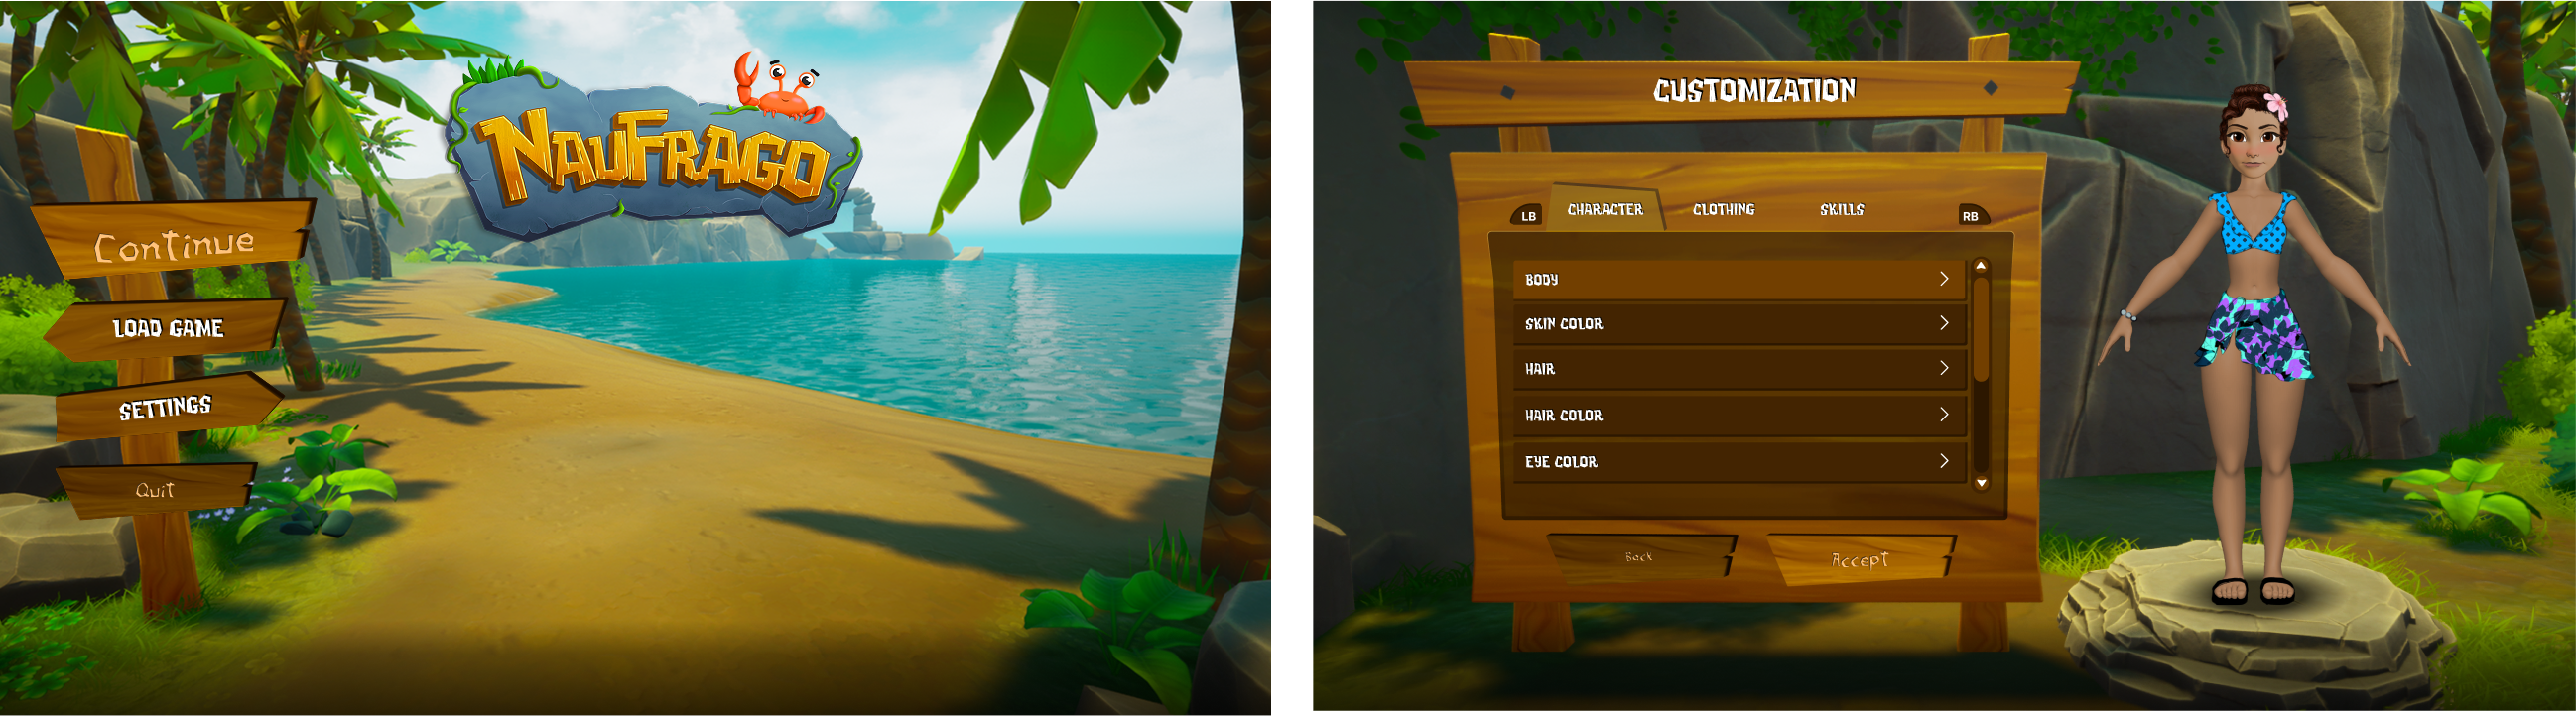 NAUFRAGO
Continue
LOAD GAME
SETTINGS
Quit
CUSTOMIZATION
LB CHARACTER CLOTHING SKILLS RB
BODY
SKIN COLOR
HAIR
HAIR COLOR
EYE COLOR
Back Accept